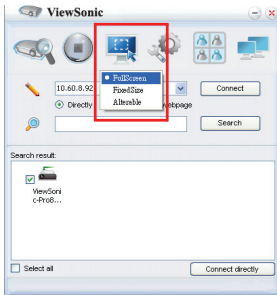 ViewSonic
10.60.8.92
Connect
FullScreen
FixedSize
Alterable
Directly
webpage
Search
Search result:
ViewSoni
c-Pro8...
Select all
Connect directly